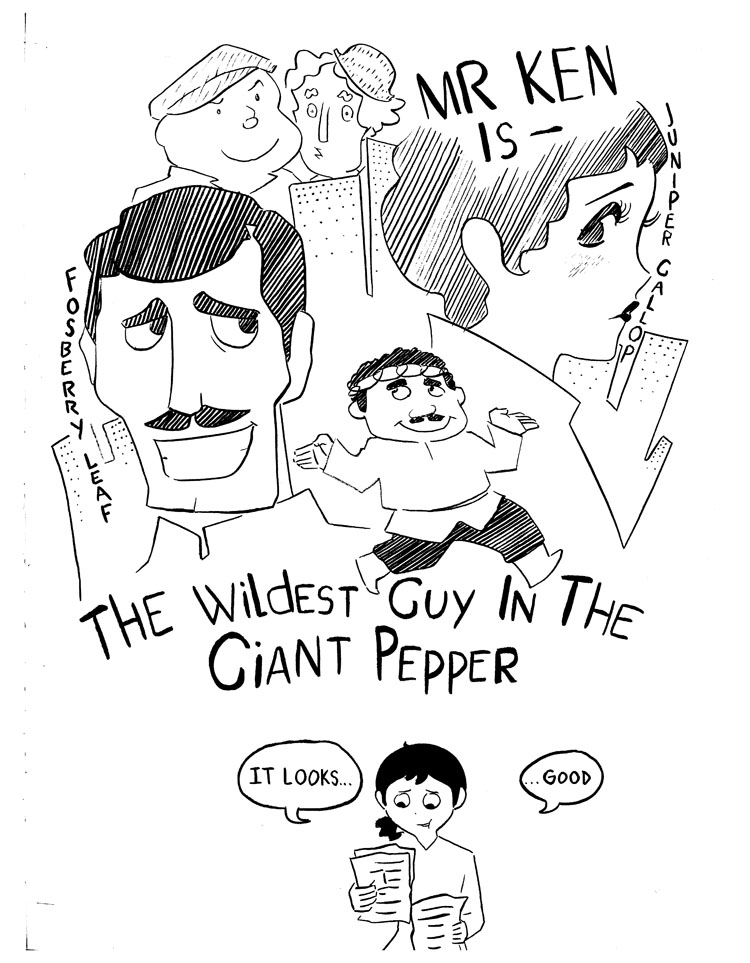 MR KEN
IS —
JUNIPER GALLOP
FOSBERRY LEAF
THE WiLdEST GUY IN THE
GiANT PEPPER
IT LOOKS...
...GOOD